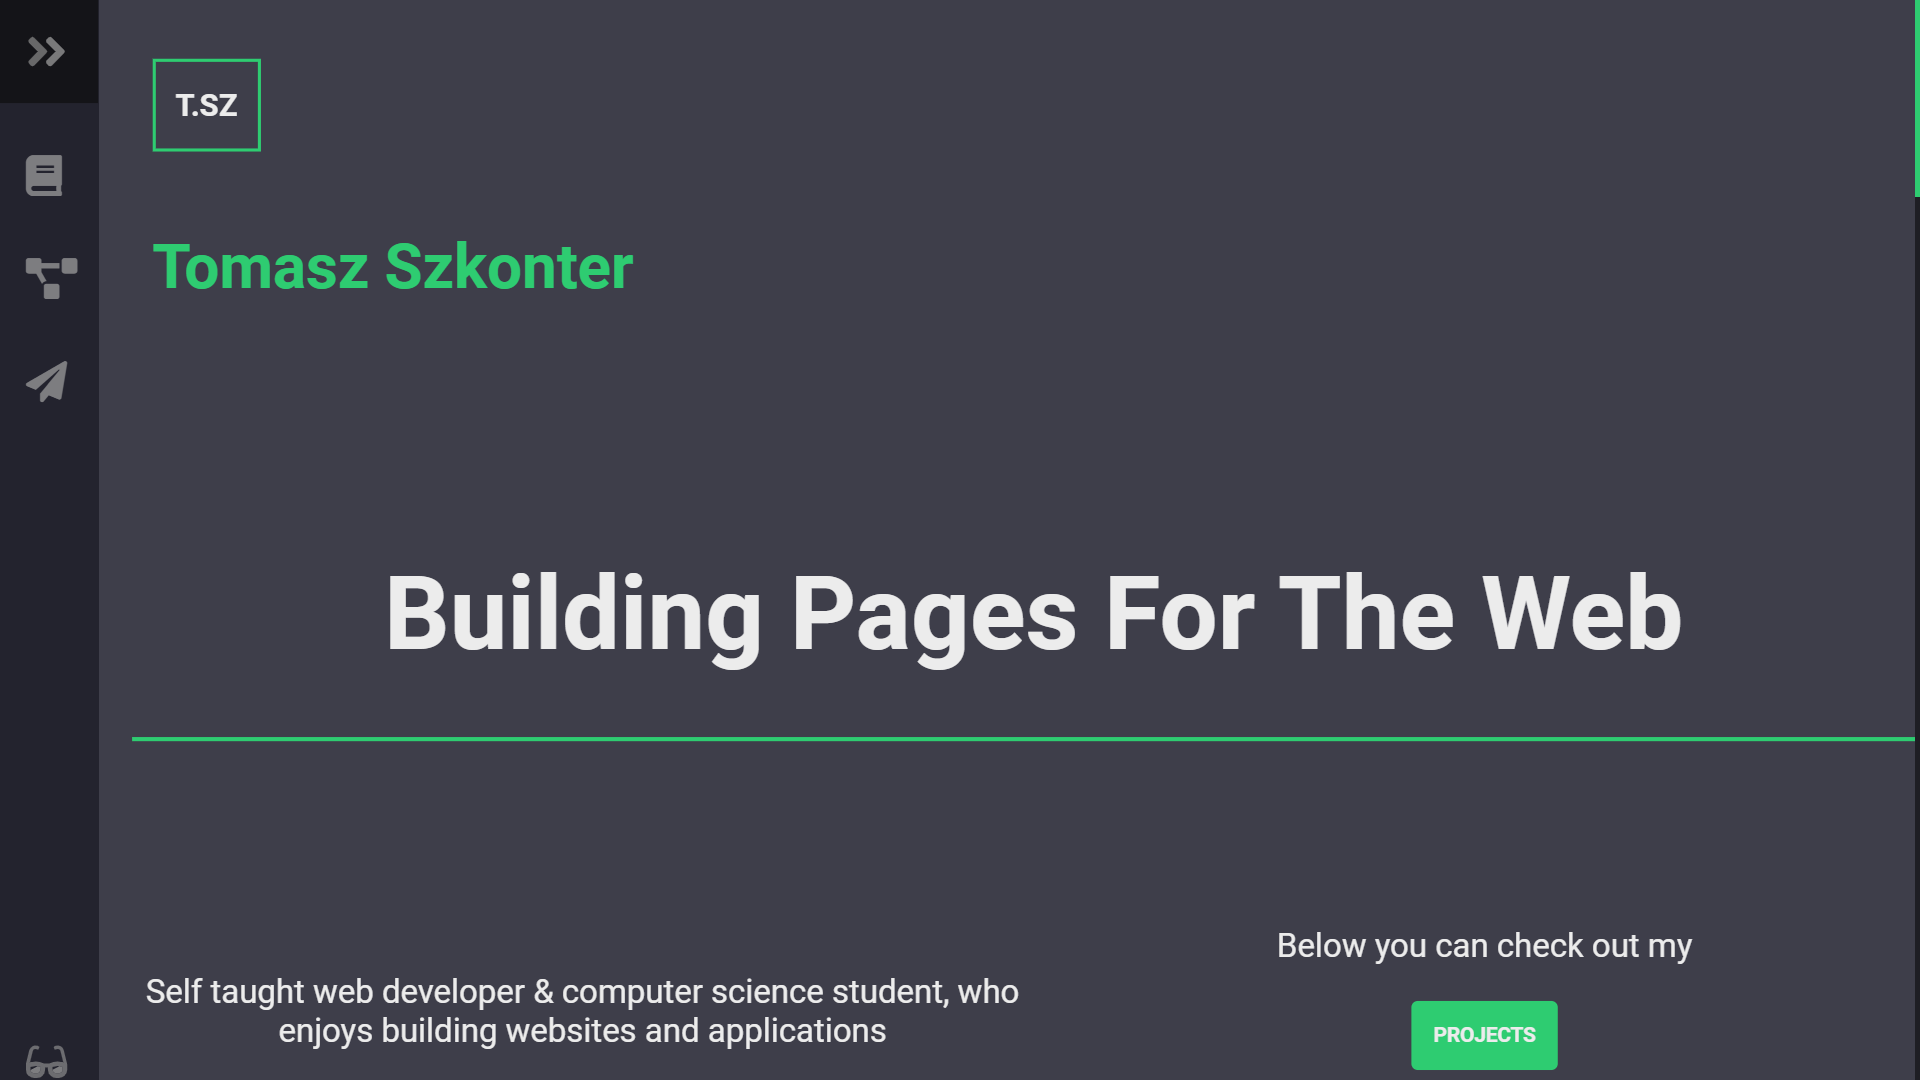 T.SZ
Tomasz Szkonter
Building Pages For The Web
Self taught web developer & computer science student, who
enjoys building websites and applications
Below you can check out my
PROJECTS